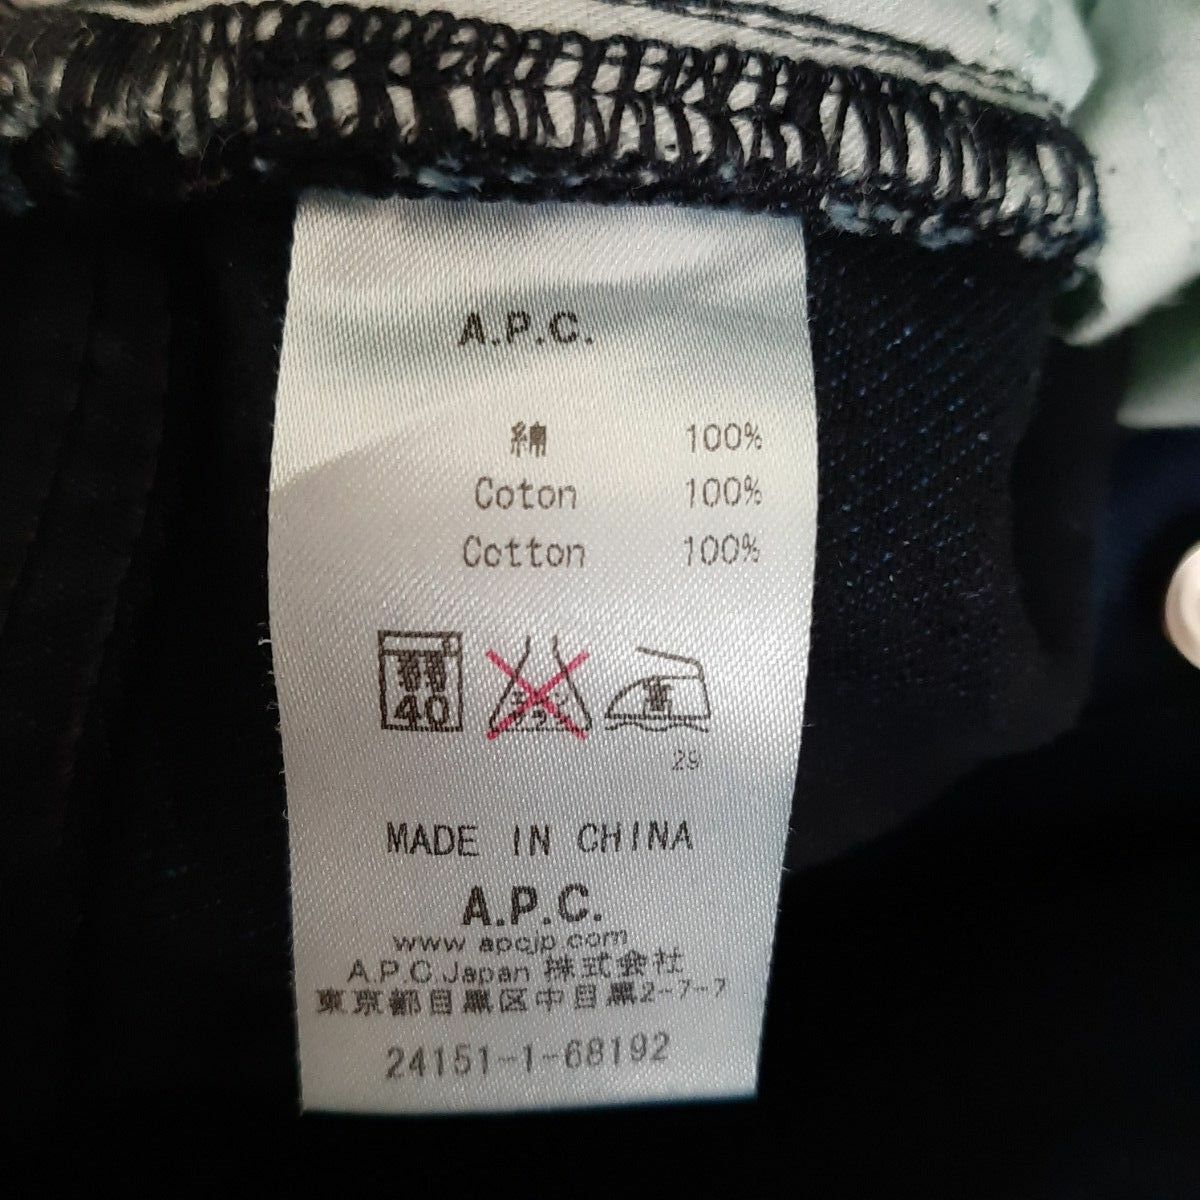 A.P.C.
綿 100%
Coton 100%
Cotton 100%
40
29
MADE IN CHINA
A.P.C.
www.apcjp.com
A.P.C.Japan 株式会社
東京都目黒区中目黒2-7-7
24151-1-68192